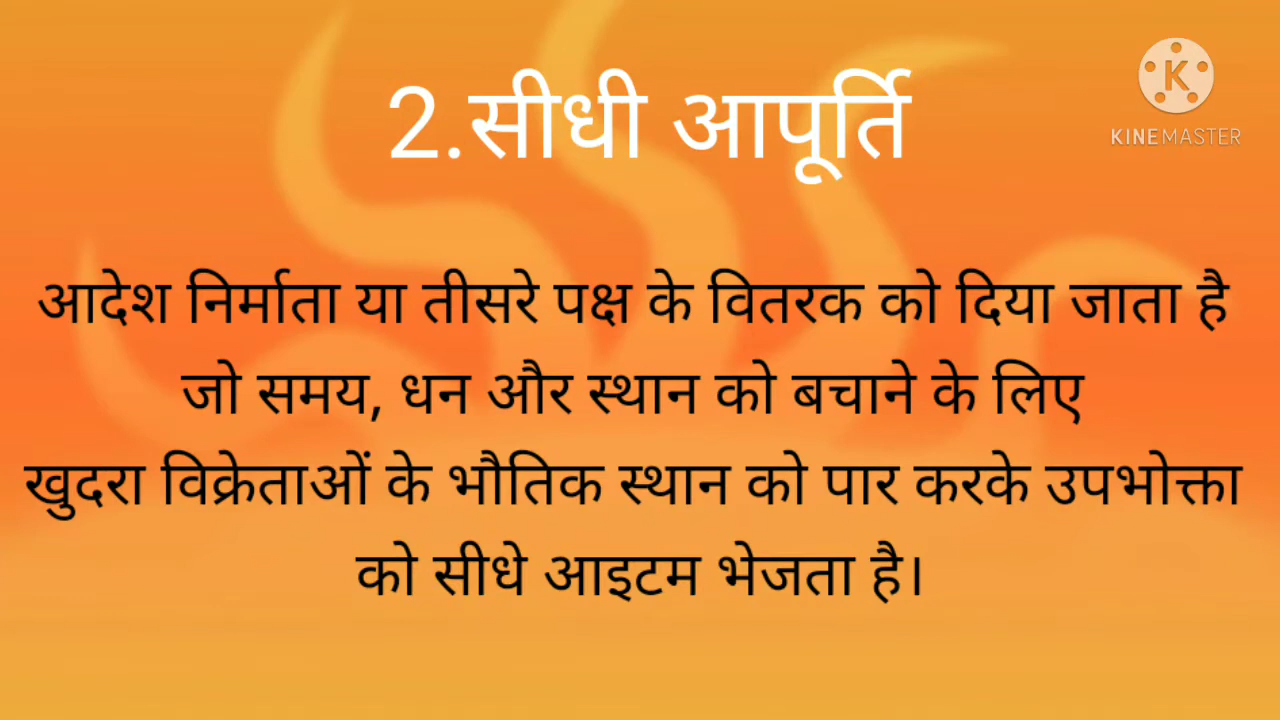 2.सीधी आपूर्ति
KINEMASTER
आदेश निर्माता या तीसरे पक्ष के वितरक को दिया जाता है
जो समय, धन और स्थान को बचाने के लिए
खुदरा विक्रेताओं के भौतिक स्थान को पार करके उपभोक्ता
को सीधे आइटम भेजता है।